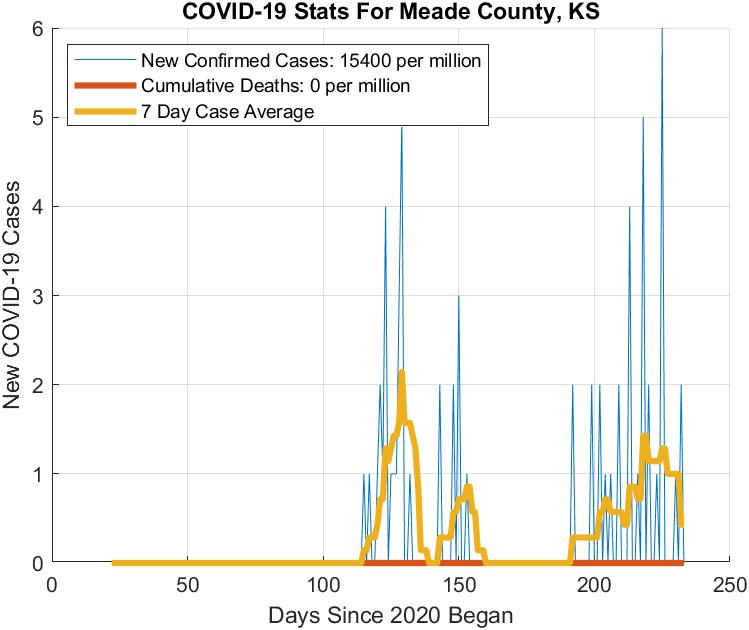 COVID-19 Stats For Meade County, KS
New Confirmed Cases: 15400 per million
Cumulative Deaths: 0 per million
7 Day Case Average
New COVID-19 Cases
6
5
4
3
2
1
0
0 50 100 150 200 250
Days Since 2020 Began